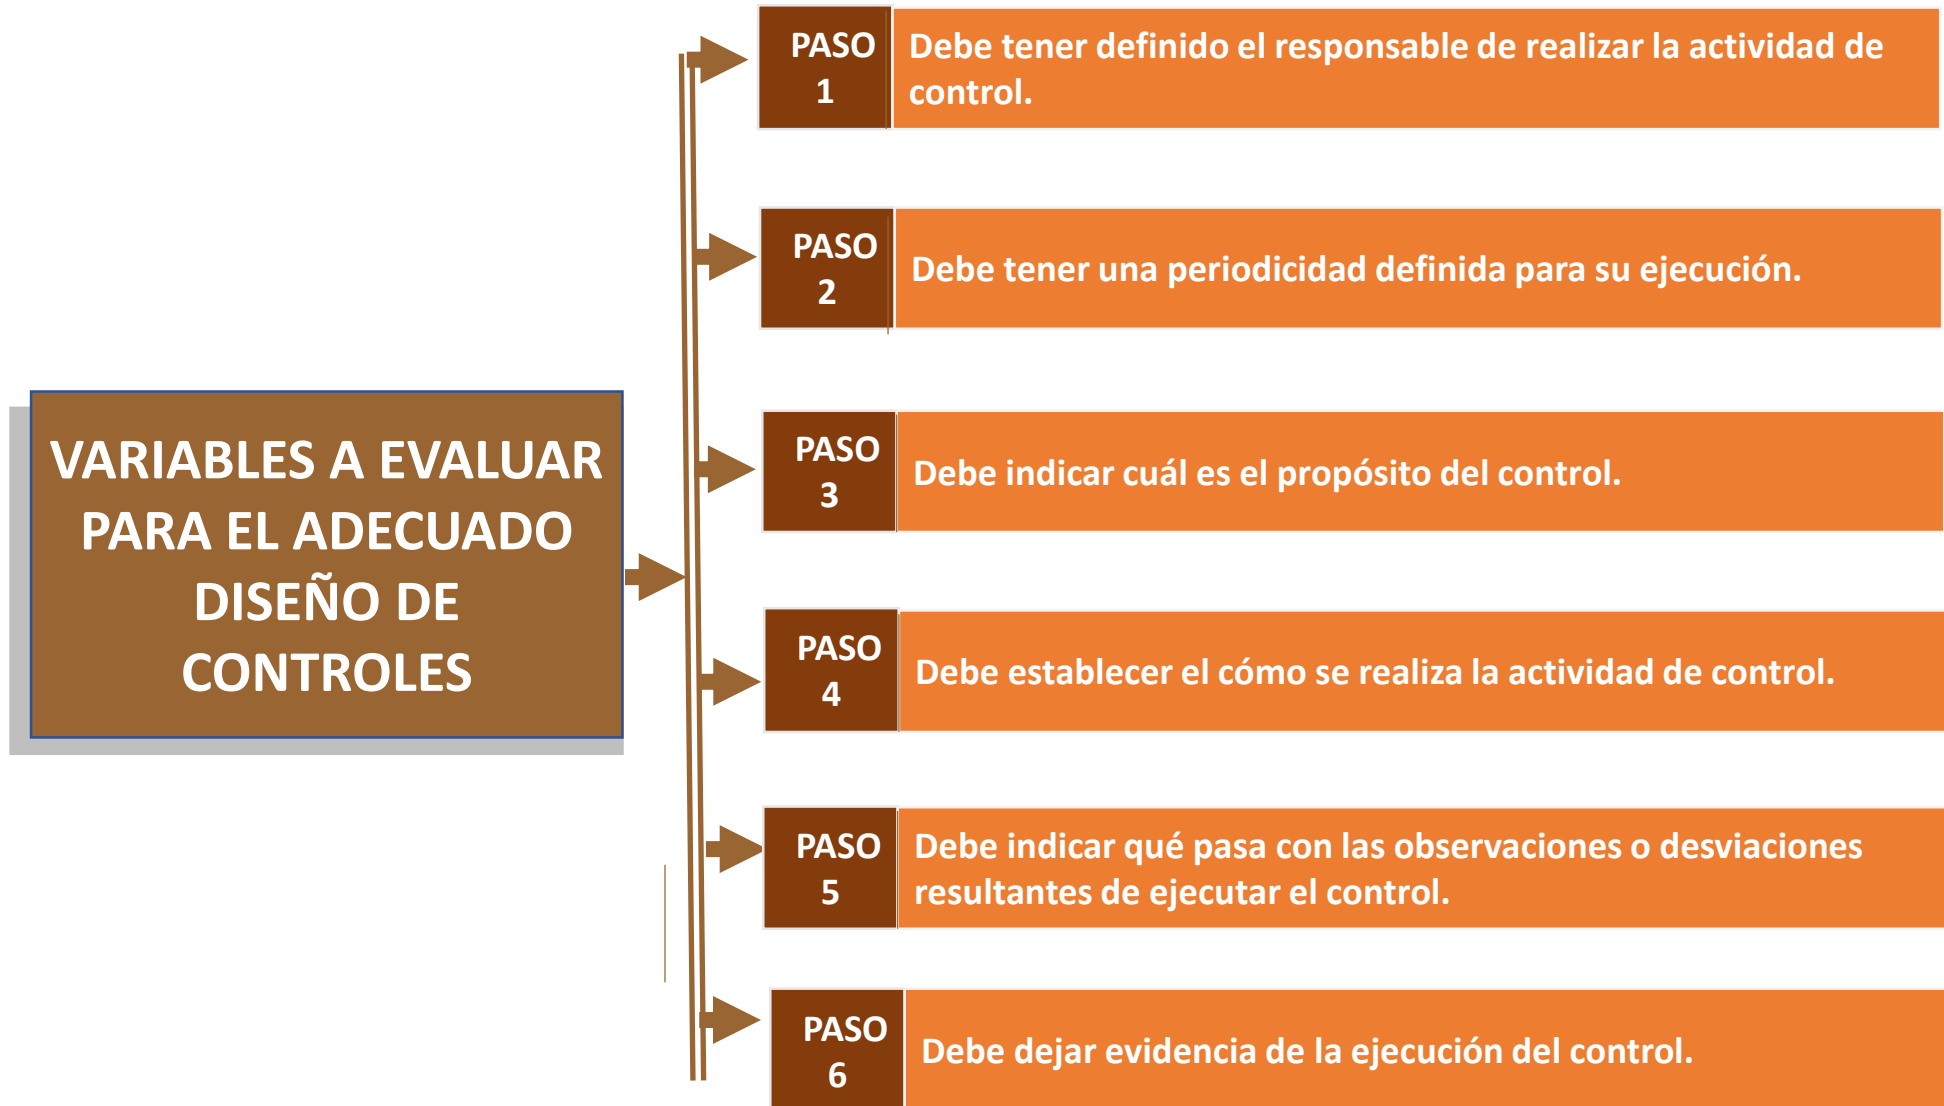 VARIABLES A EVALUAR
PARA EL ADECUADO
DISEÑO DE
CONTROLES
PASO
1
Debe tener definido el responsable de realizar la actividad de
control.
PASO
2
Debe tener una periodicidad definida para su ejecución.
PASO
3
Debe indicar cuál es el propósito del control.
PASO
4
Debe establecer el cómo se realiza la actividad de control.
PASO
5
Debe indicar qué pasa con las observaciones o desviaciones
resultantes de ejecutar el control.
PASO
6
Debe dejar evidencia de la ejecución del control.